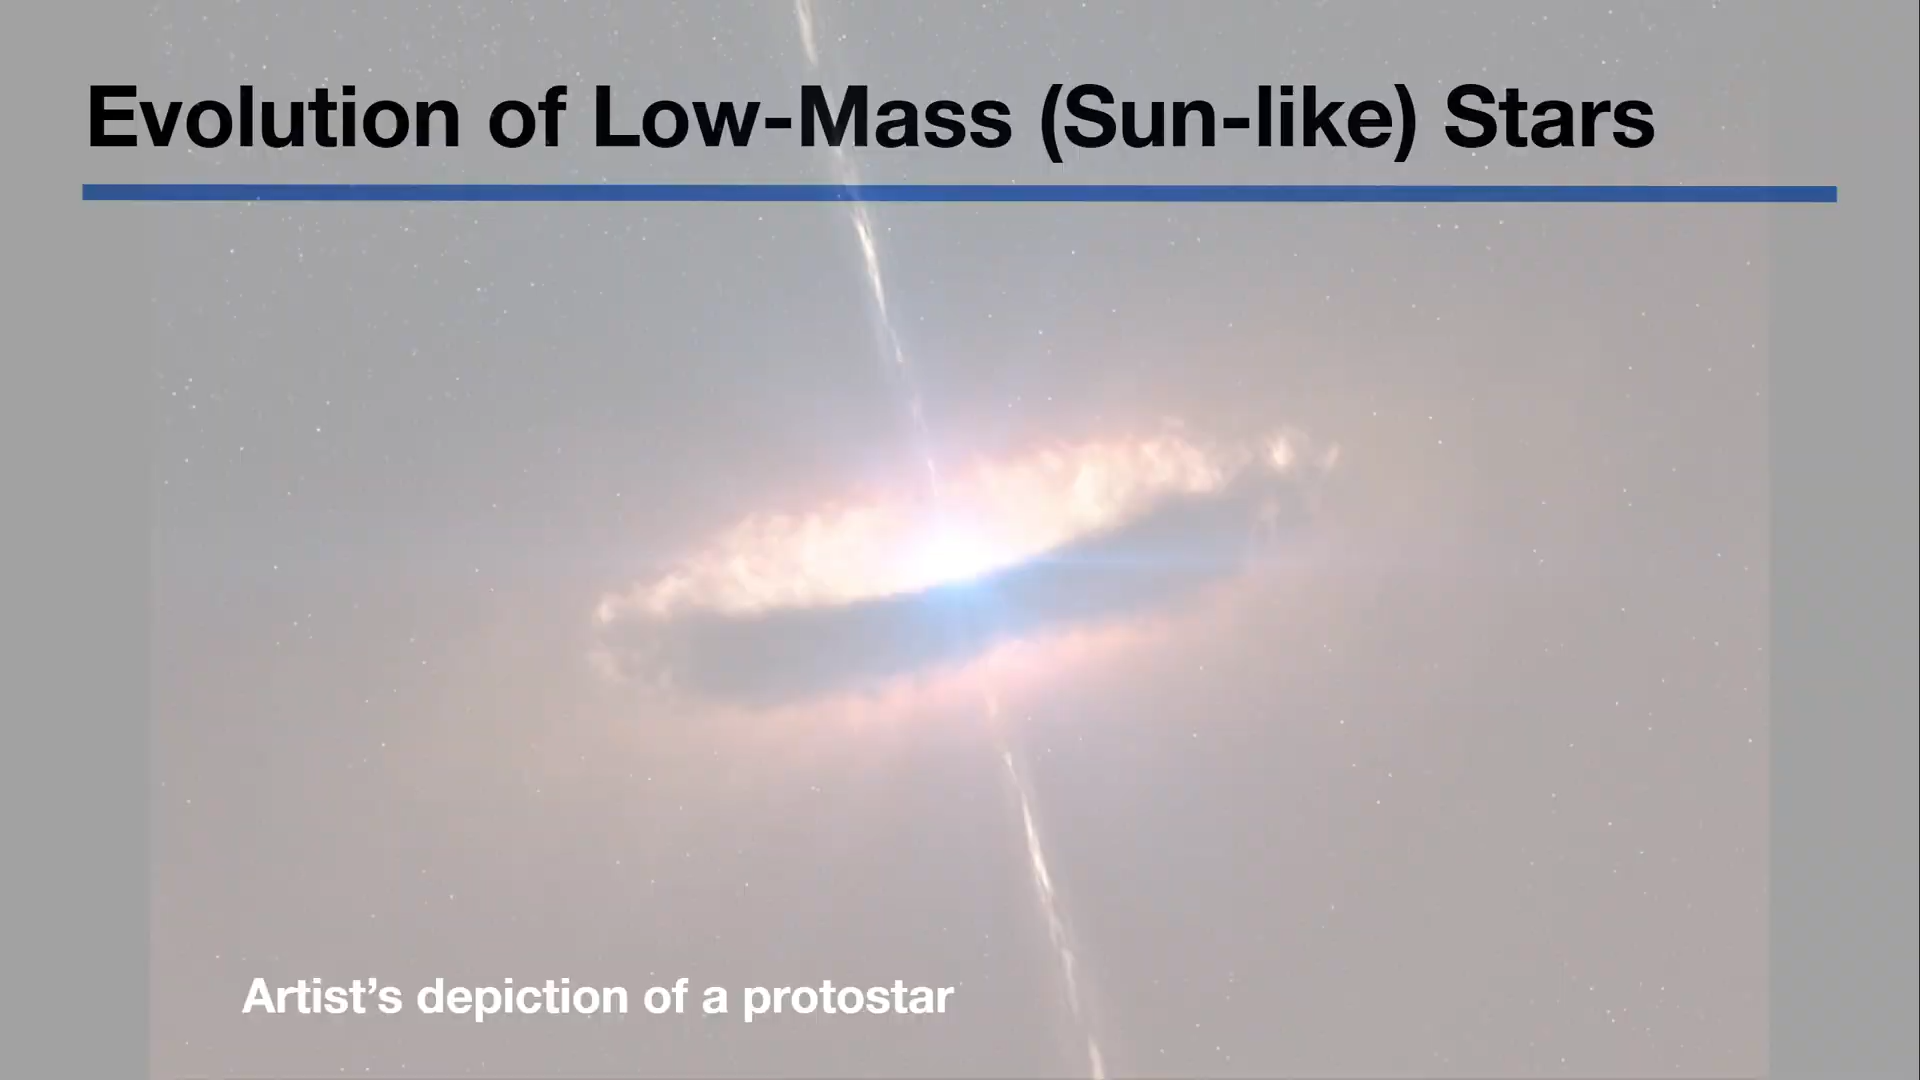 Evolution of Low-Mass (Sun-like) Stars
Artist’s depiction of a protostar